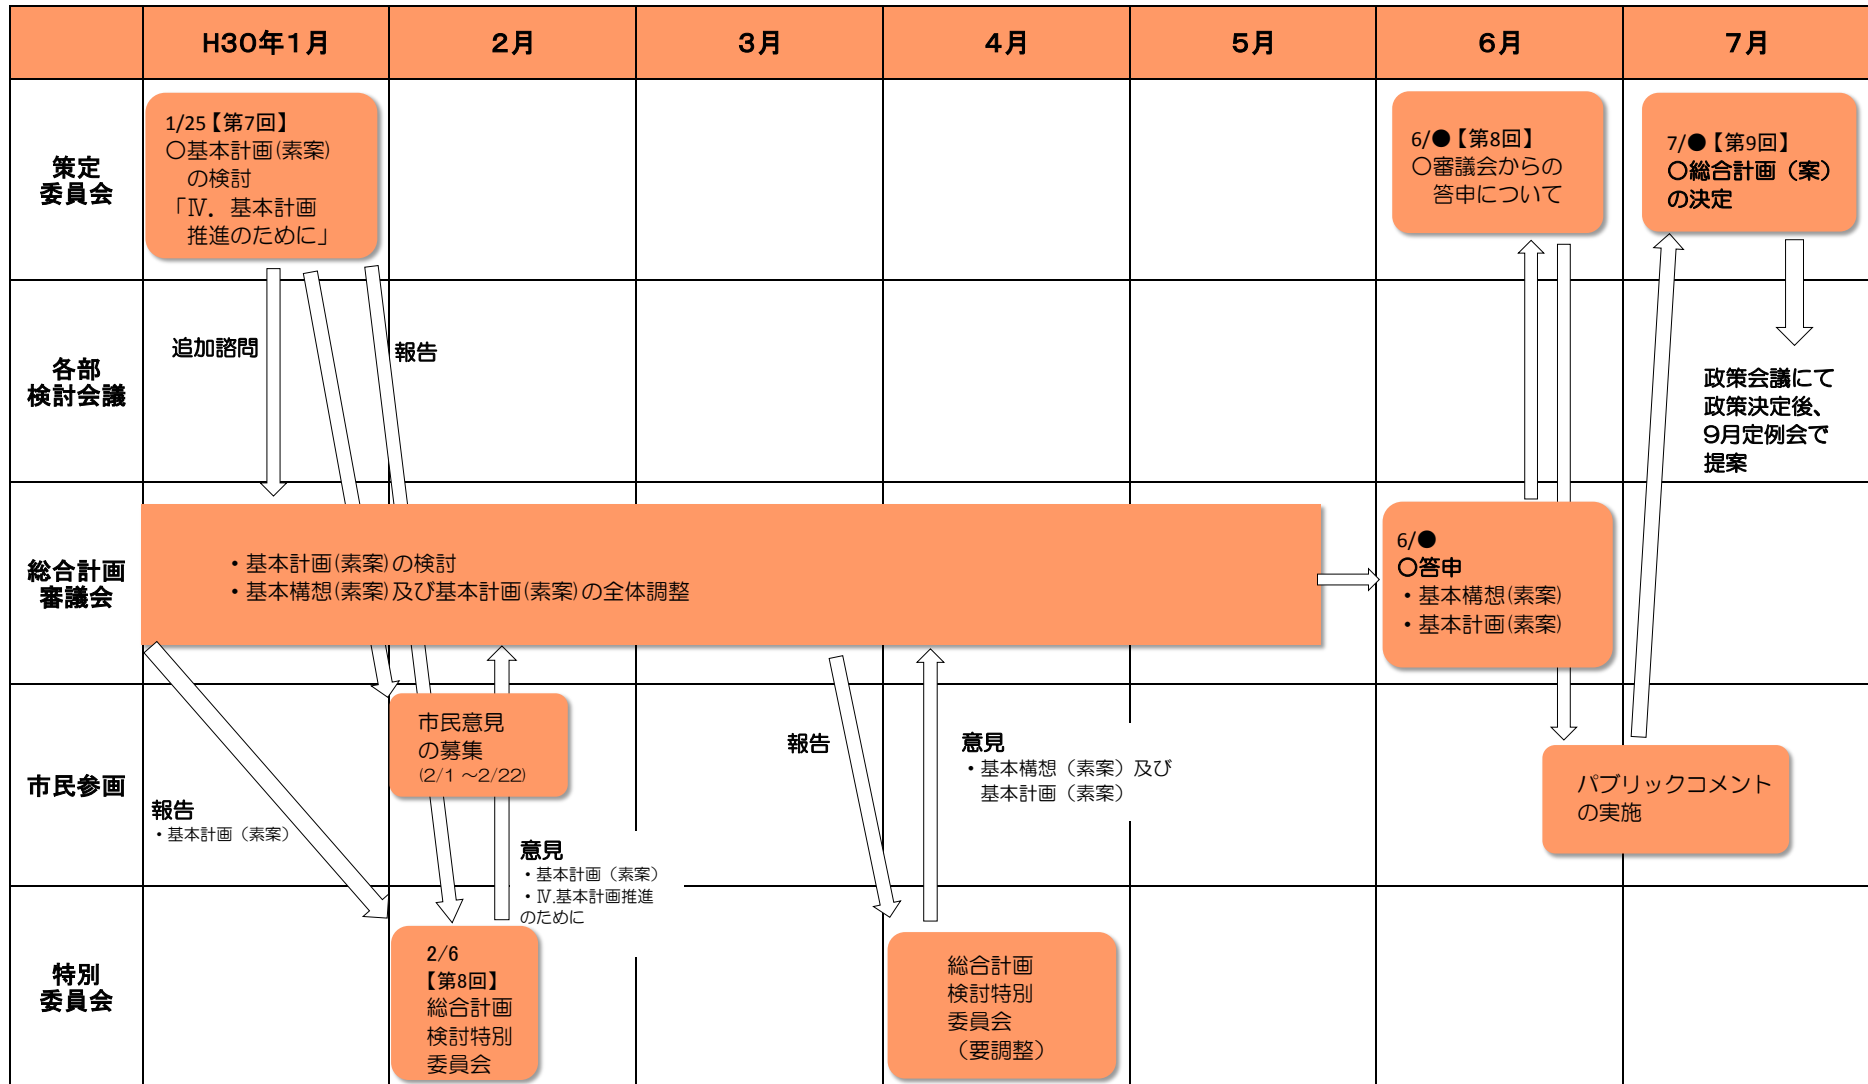 H30年1月
2月
3月
4月
5月
6月
7月
策定
委員会
1/25【第7回】
○基本計画(素案)
の検討
「Ⅳ．基本計画
推進のために」
6/●【第8回】
○審議会からの
答申について
7/●【第9回】
○総合計画（案）
の決定
各部
検討会議
追加諮問
報告
政策会議にて
政策決定後、
9月定例会で
提案
総合計画
審議会
・基本計画(素案)の検討
・基本構想(素案)及び基本計画(素案)の全体調整
6/●
○答申
・基本構想(素案)
・基本計画(素案)
市民参画
報告
・基本計画（素案）
市民意見
の募集
(2/1～2/22)
意見
・基本計画（素案）
・Ⅳ.基本計画推進
のために
報告
意見
・基本構想（素案）及び
基本計画（素案）
パブリックコメント
の実施
特別
委員会
2/6
【第8回】
総合計画
検討特別
委員会
総合計画
検討特別
委員会
（要調整）